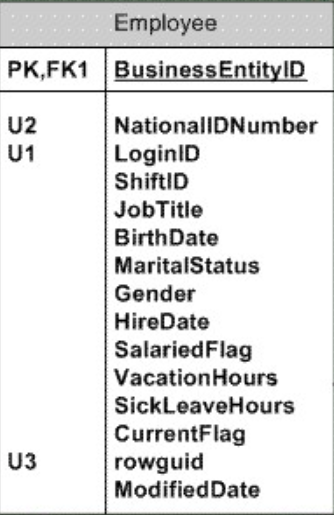 Employee
PK,FK1 BusinessEntityID
U2 NationalIDNumber
U1 LoginID
ShiftID
JobTitle
BirthDate
MaritalStatus
Gender
HireDate
SalariedFlag
VacationHours
SickLeaveHours
CurrentFlag
U3 rowguid
ModifiedDate